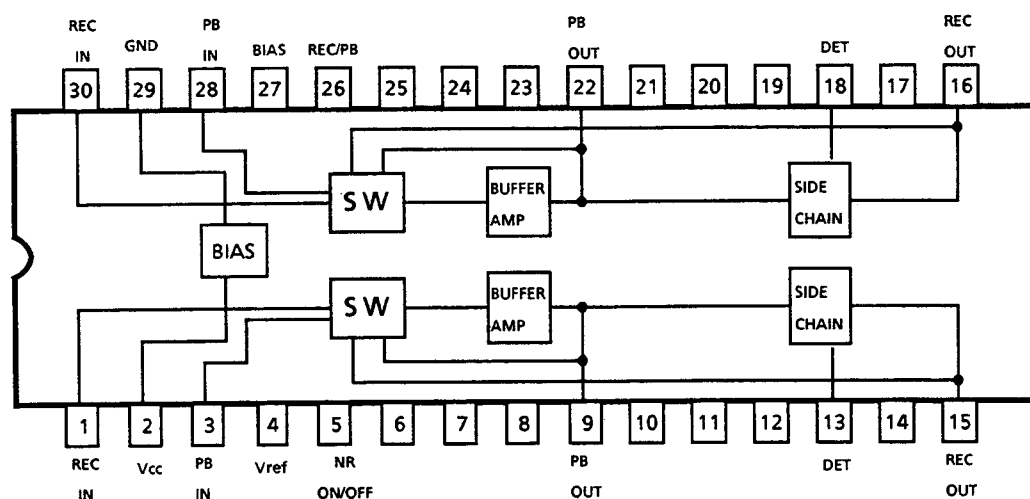 REC PB PB REC
IN GND IN BIAS REC/PB OUT DET OUT
30 29 28 27 26 25 24 23 22 21 20 19 18 17 16
SW BUFFER AMP SIDE CHAIN
BIAS
SW BUFFER AMP SIDE CHAIN
1 2 3 4 5 6 7 8 9 10 11 12 13 14 15
REC Vcc PB Vref NR PB DET REC
IN IN ON/OFF OUT OUT